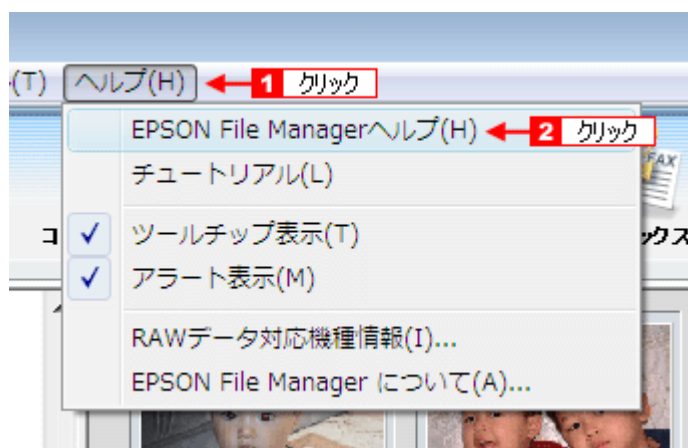 (T) ヘルプ(H) 1 クリック
EPSON File Managerヘルプ(H) 2 クリック
チュートリアル(L)
FAX
ツールチップ表示(T)
コ
ックス
アラート表示(M)
RAWデータ対応機種情報(I)...
EPSON File Manager について(A)...